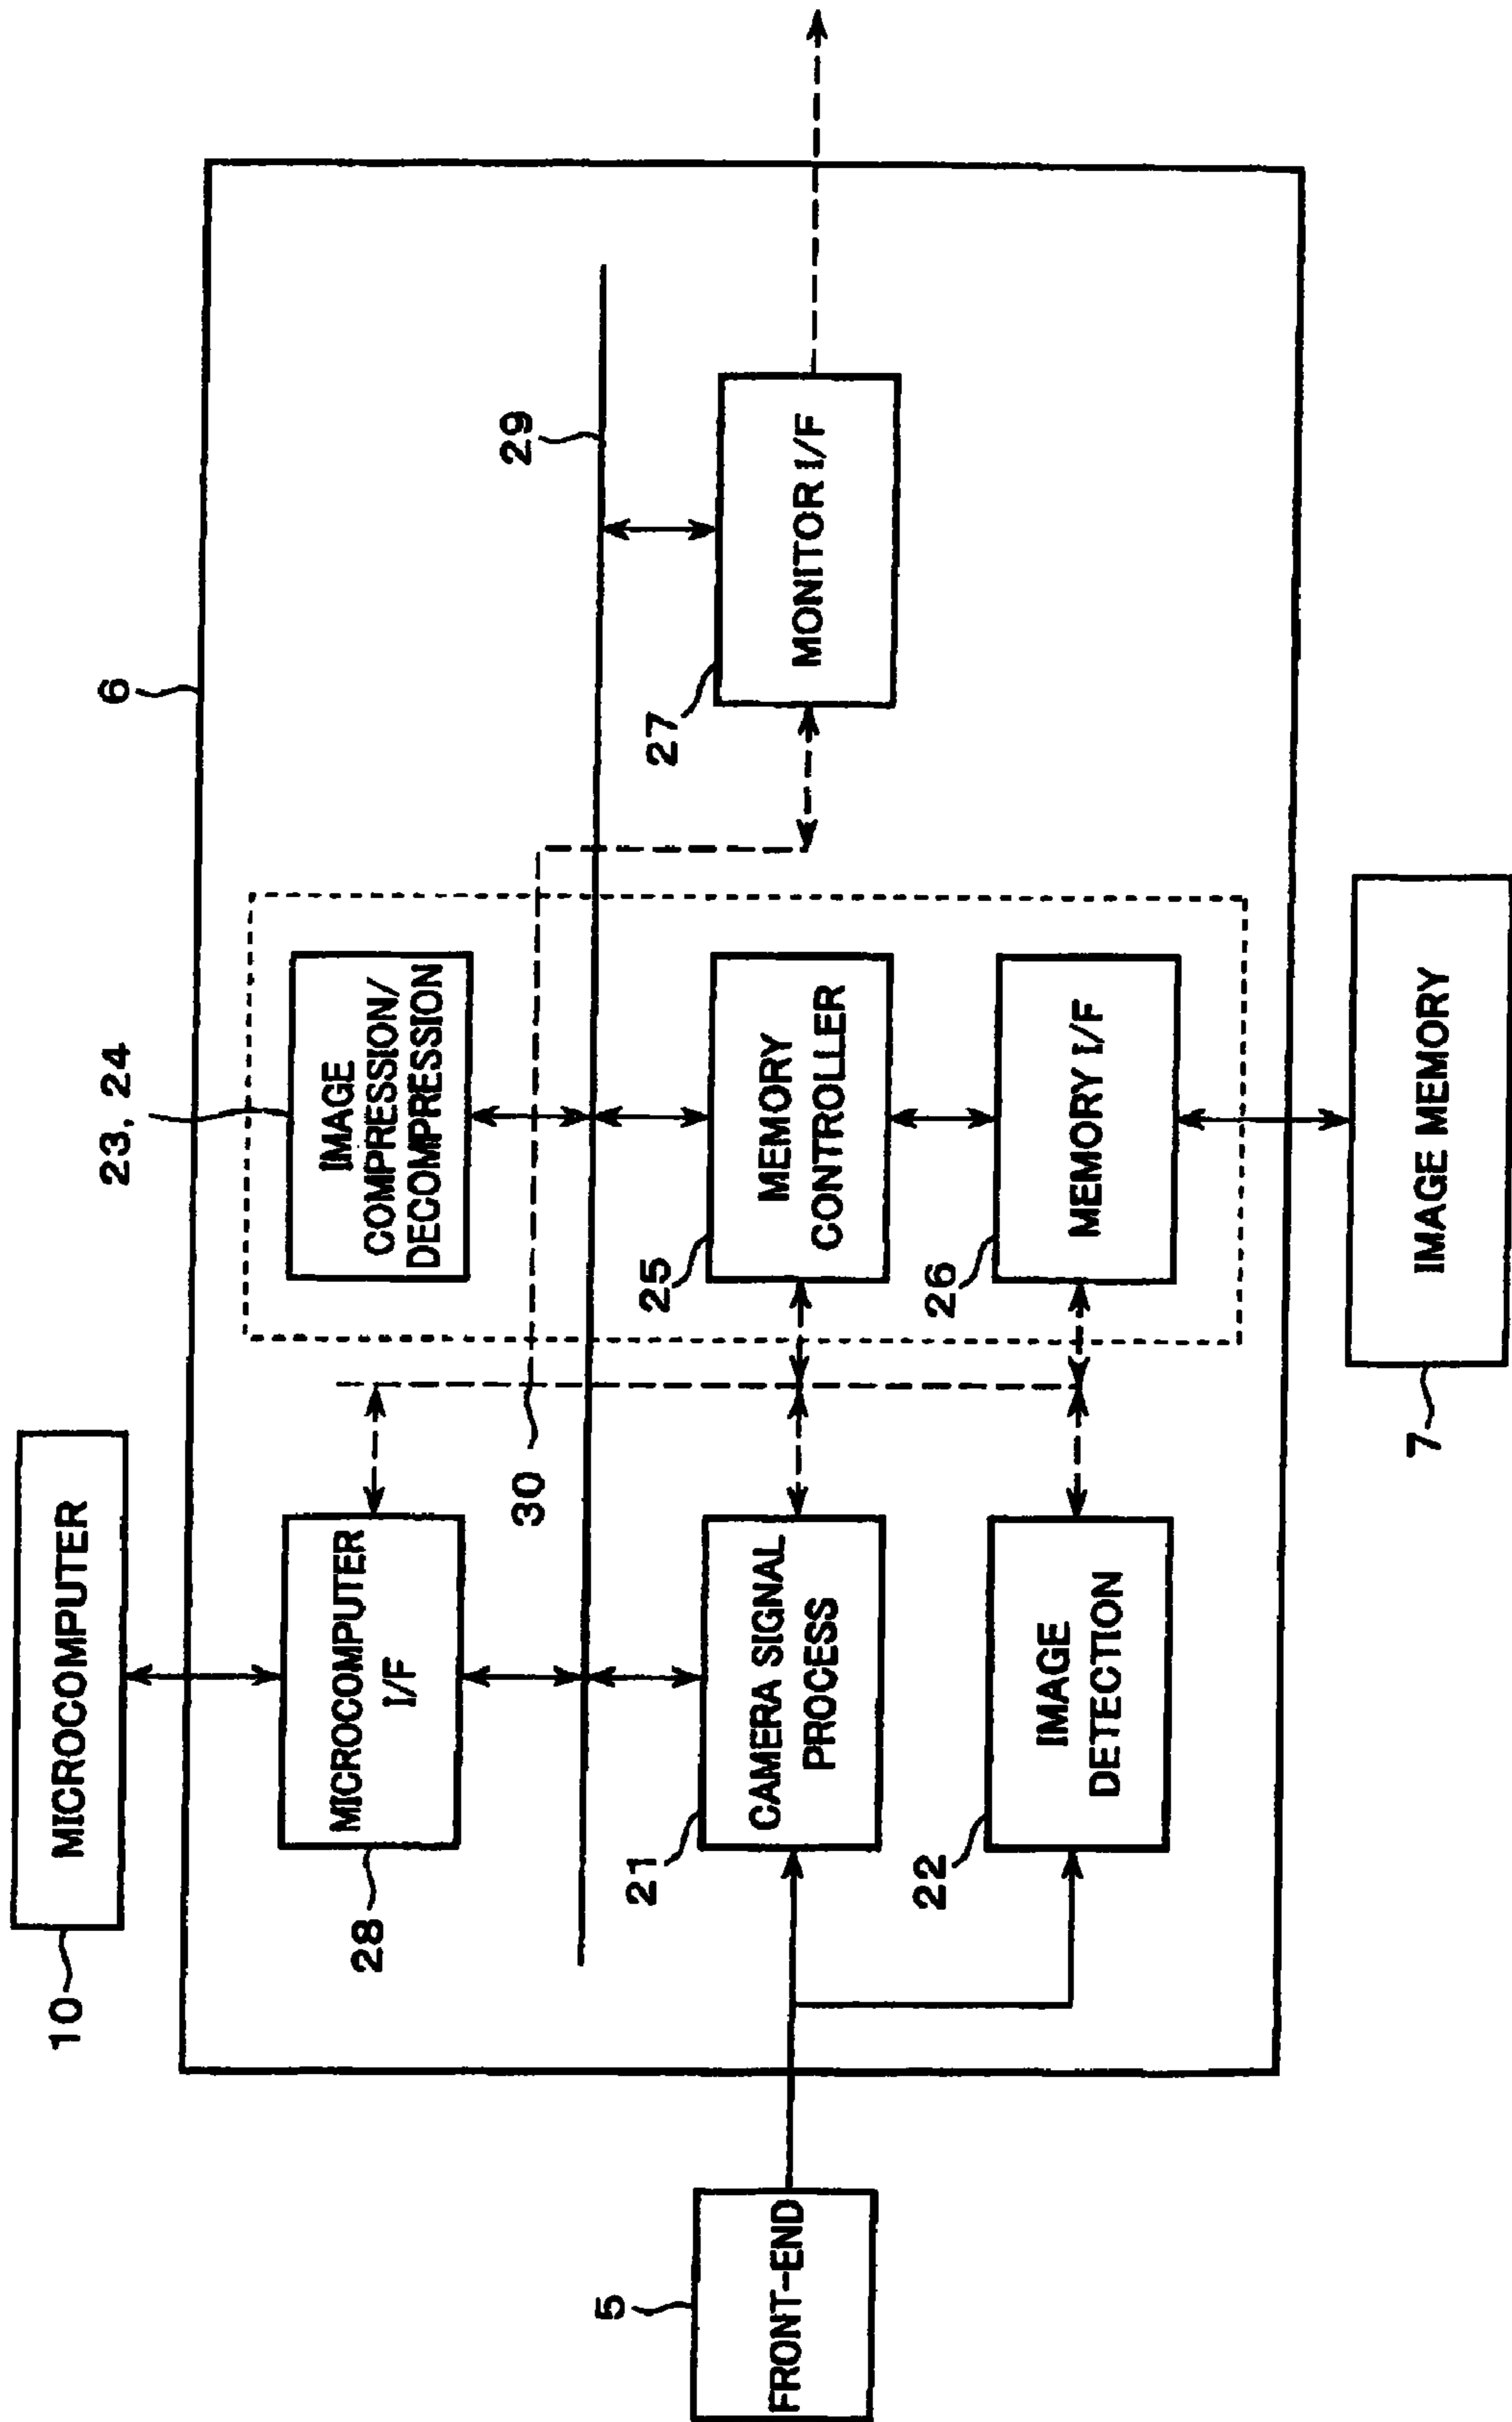 10
MICROCOMPUTER
6
28
MICROCOMPUTER
I/F
23, 24
IMAGE
COMPRESSION/
DECOMPRESSION
30
29
5
FRONT-END
21
CAMERA SIGNAL
PROCESS
25
MEMORY
CONTROLLER
27
MONITOR I/F
22
IMAGE
DETECTION
26
MEMORY I/F
7
IMAGE MEMORY